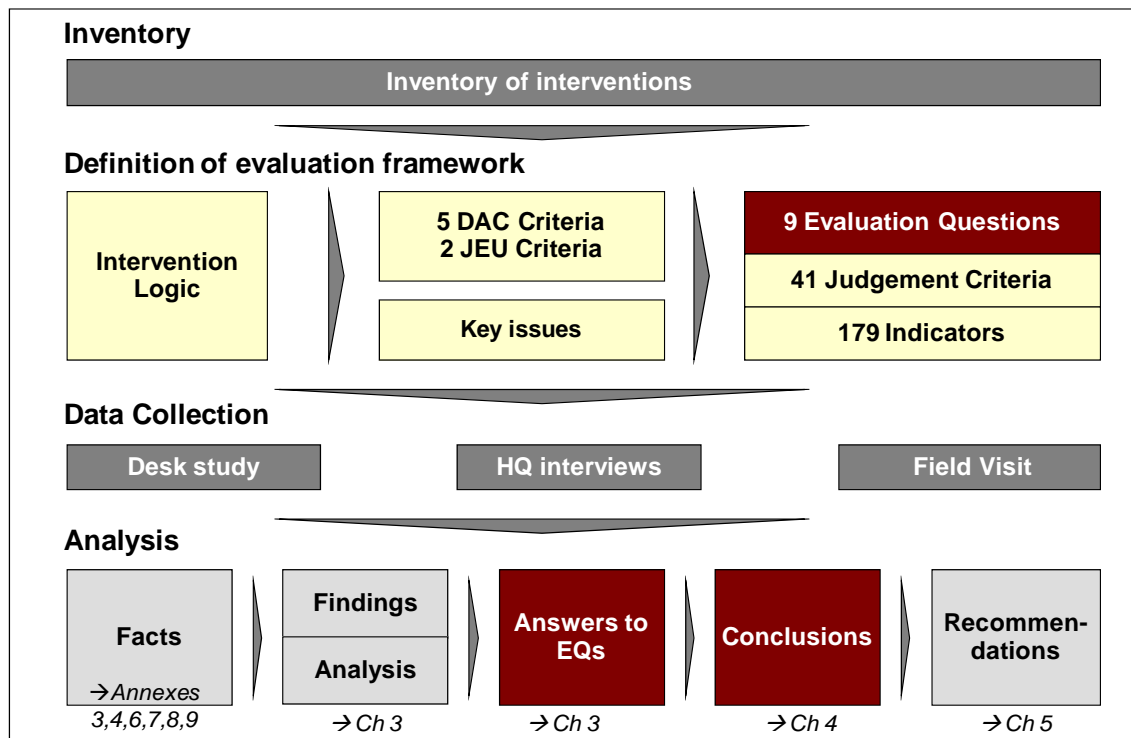 Inventory
Inventory of interventions
Definition of evaluation framework
Intervention
Logic
5 DAC Criteria
2 JEU Criteria
Key issues
9 Evaluation Questions
41 Judgement Criteria
179 Indicators
Data Collection
Desk study
HQ interviews
Field Visit
Analysis
Facts
→Annexes
3,4,6,7,8,9
Findings
Analysis
→ Ch 3
Answers to
EQs
→ Ch 3
Conclusions
→ Ch 4
Recommen-
dations
→ Ch 5